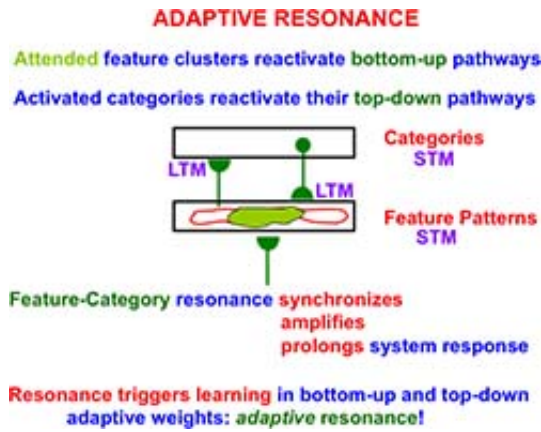 ADAPTIVE RESONANCE
Attended feature clusters reactivate bottom-up pathways
Activated categories reactivate their top-down pathways
Categories
STM
LTM
LTM
Feature Patterns
STM
Feature-Category resonance synchronizes
amplifies
prolongs system response
Resonance triggers learning in bottom-up and top-down
adaptive weights: adaptive resonance!